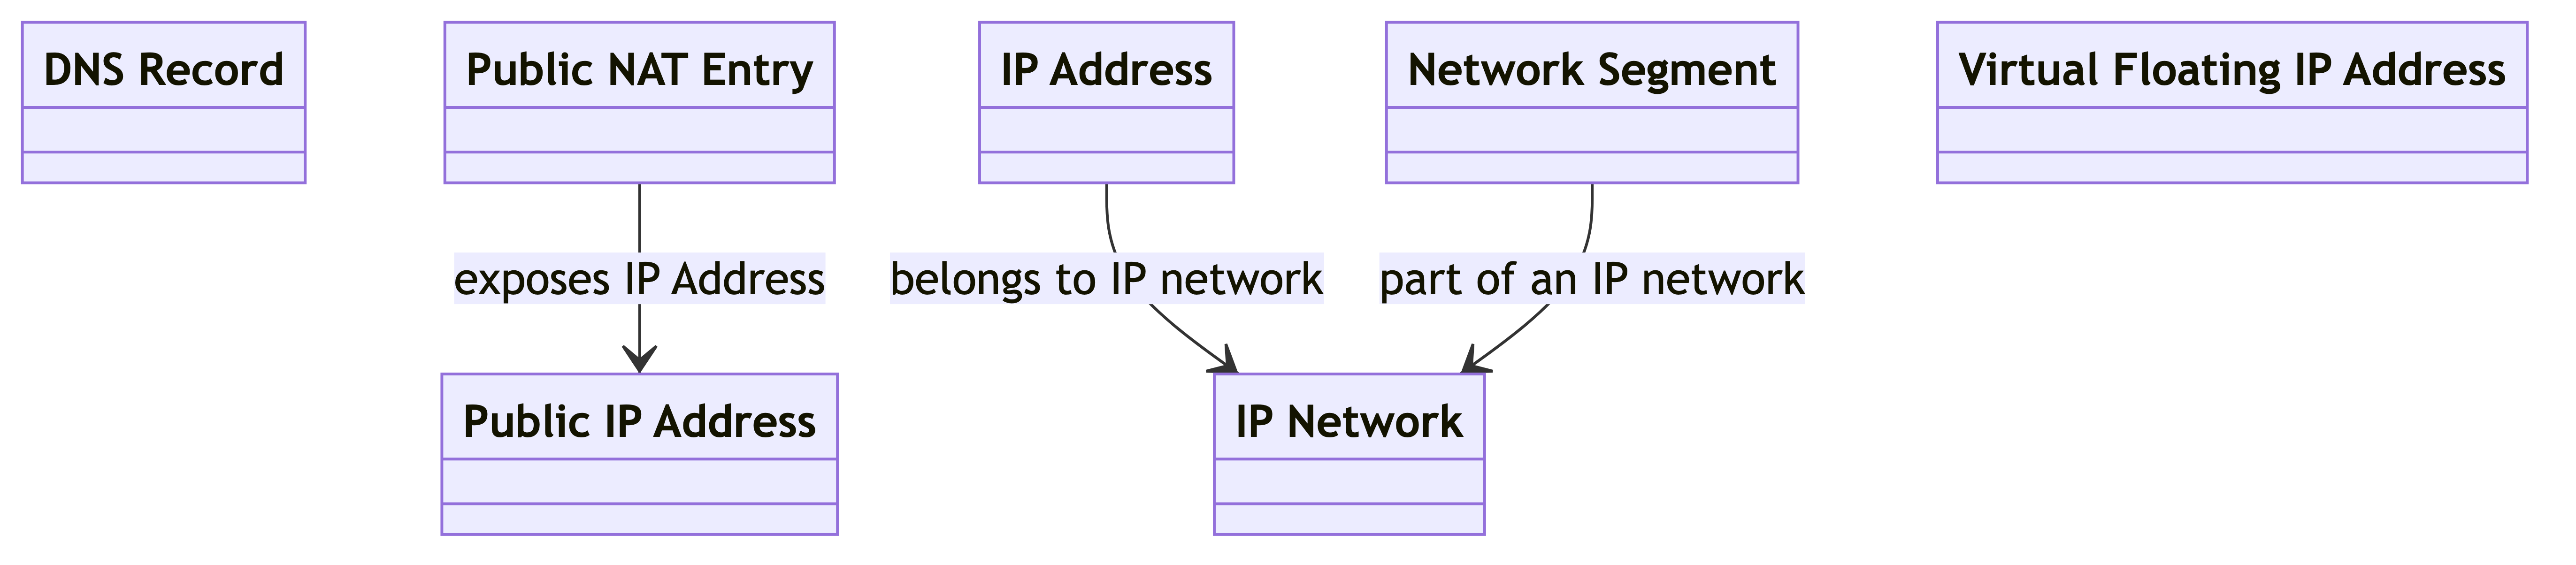 DNS Record
Public NAT Entry
IP Address
Network Segment
Virtual Floating IP Address
exposes IP Address
belongs to IP network
part of an IP network
Public IP Address
IP Network